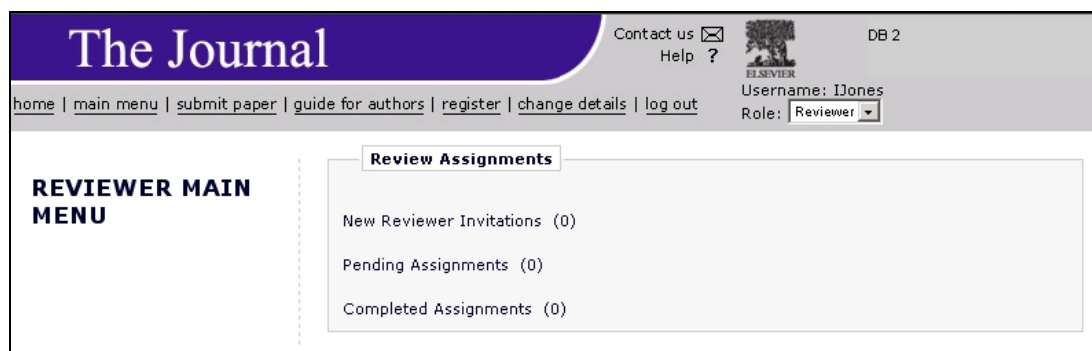 The Journal
Contact us
Help ?
ELSEVIER
DB 2
home | main menu | submit paper | guide for authors | register | change details | log out
Username: IJones
Role: Reviewer
REVIEWER MAIN
MENU
Review Assignments
New Reviewer Invitations (0)
Pending Assignments (0)
Completed Assignments (0)